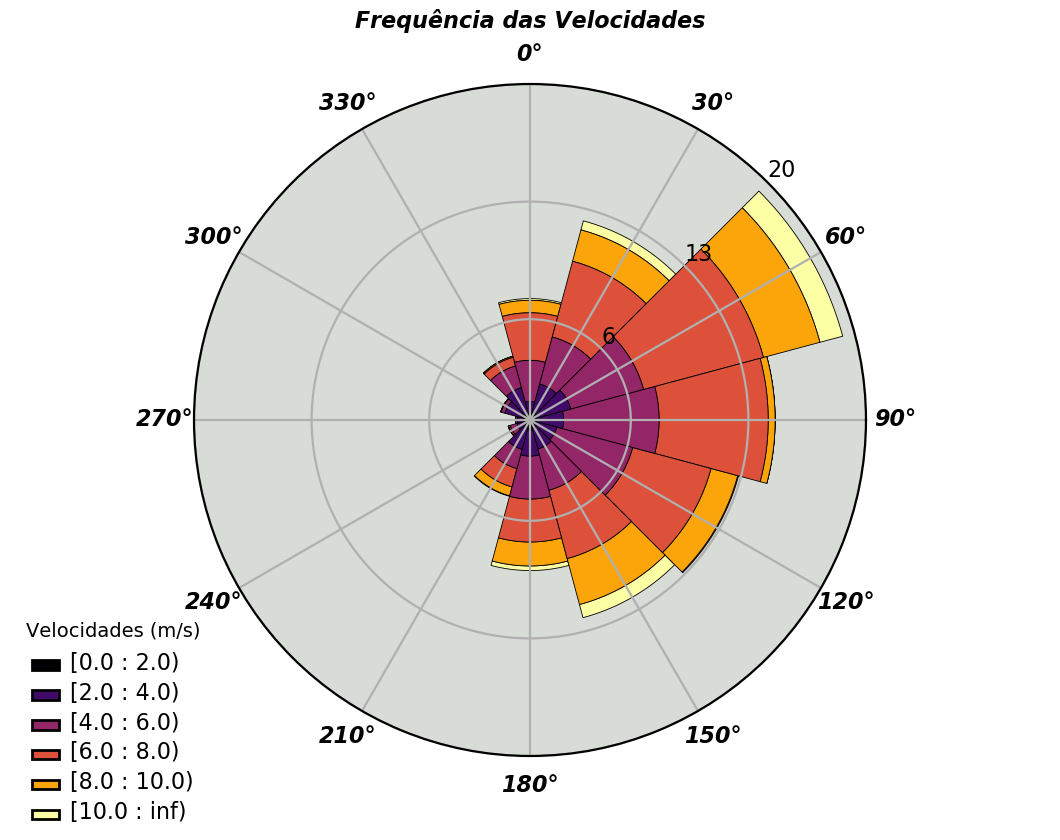 Frequência das Velocidades
0°
330°
30°
20
300°
60°
13
6
270°
90°
240°
120°
Velocidades (m/s)
[0.0 : 2.0)
[2.0 : 4.0)
[4.0 : 6.0)
210°
150°
[6.0 : 8.0)
180°
[8.0 : 10.0)
[10.0 : inf)